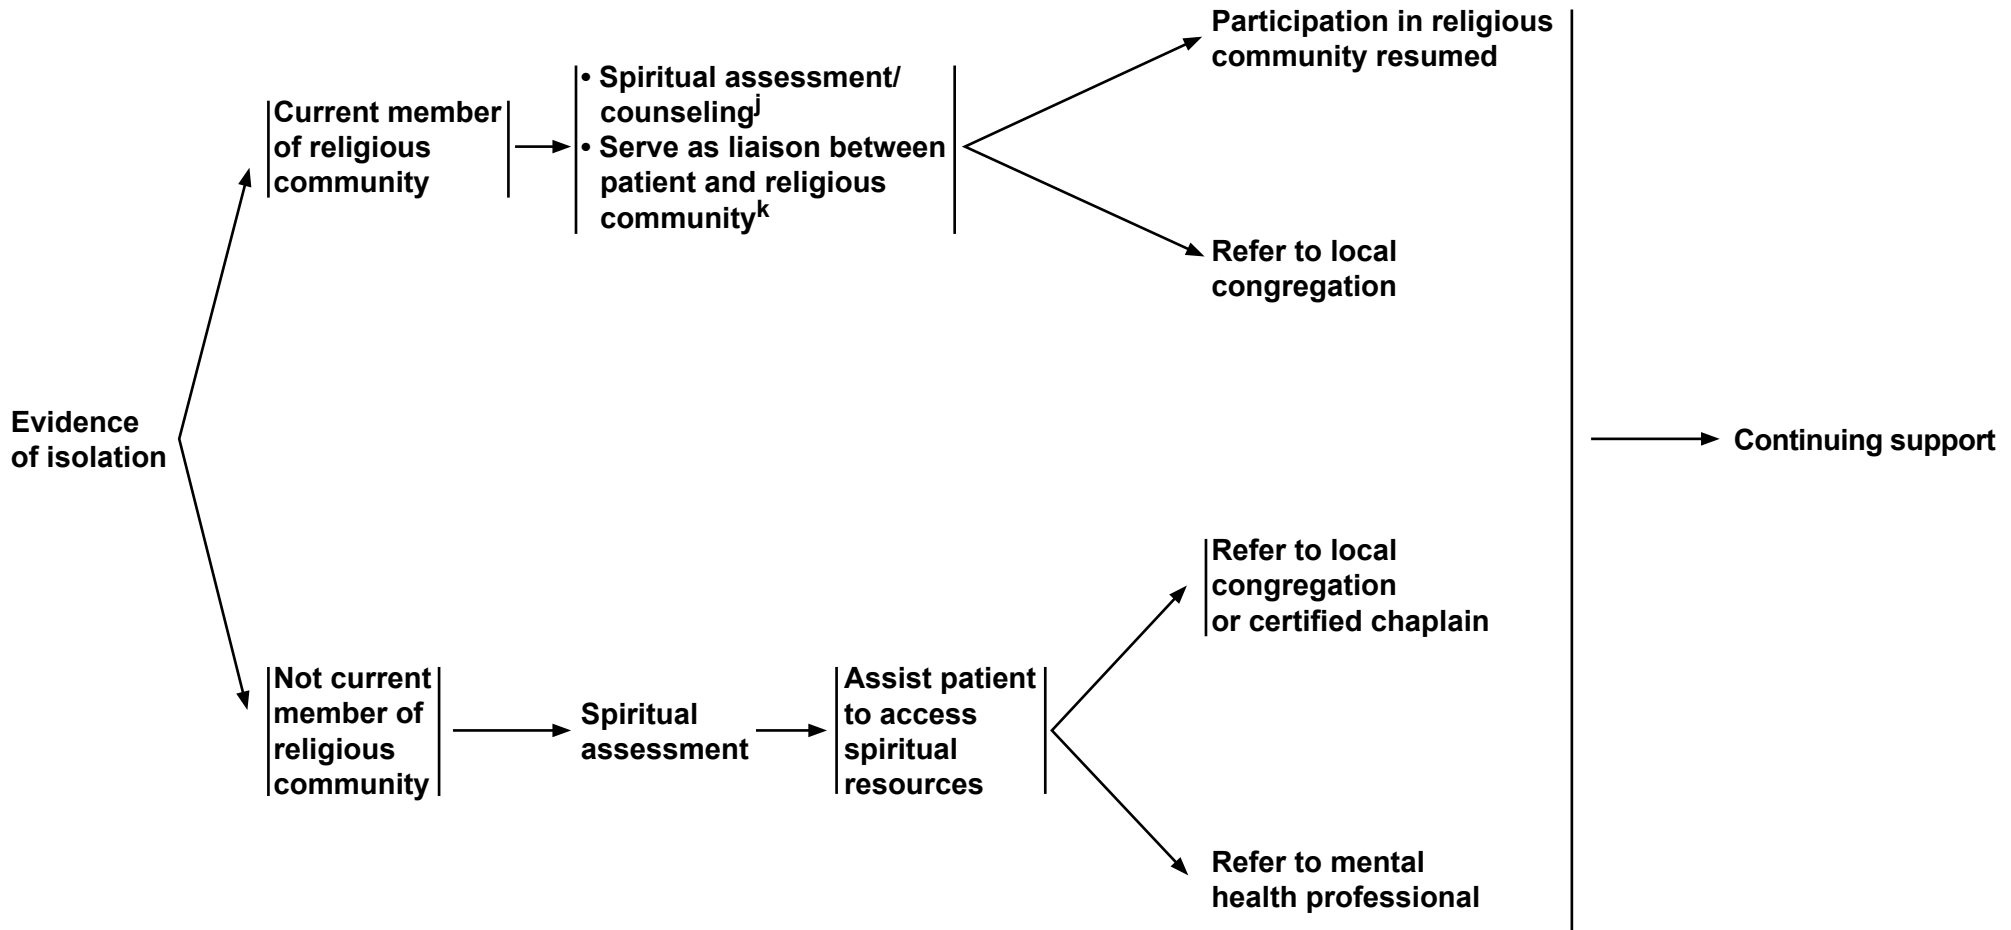 Evidence
of isolation
Current member
of religious
community
• Spiritual assessment/
counselingj
• Serve as liaison between
patient and religious
communityk
Participation in religious
community resumed
Refer to local
congregation
Not current
member of
religious
community
Spiritual
assessment
Assist patient
to access
spiritual
resources
Refer to local
congregation
or certified chaplain
Refer to mental
health professional
Continuing support